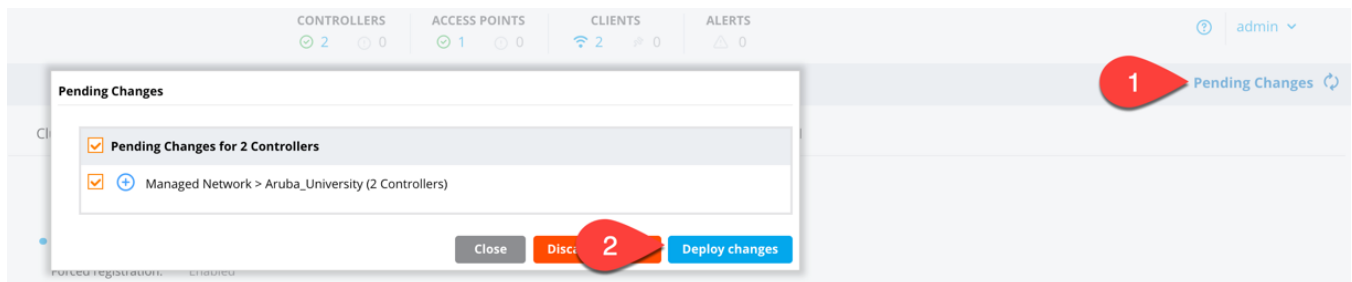 CONTROLLERS ACCESS POINTS CLIENTS ALERTS
2 0 1 0 2 0 0
admin
1
Pending Changes
Pending Changes
Pending Changes for 2 Controllers
Managed Network > Aruba_University (2 Controllers)
Close
2
Deploy changes
Forced registration: Enabled